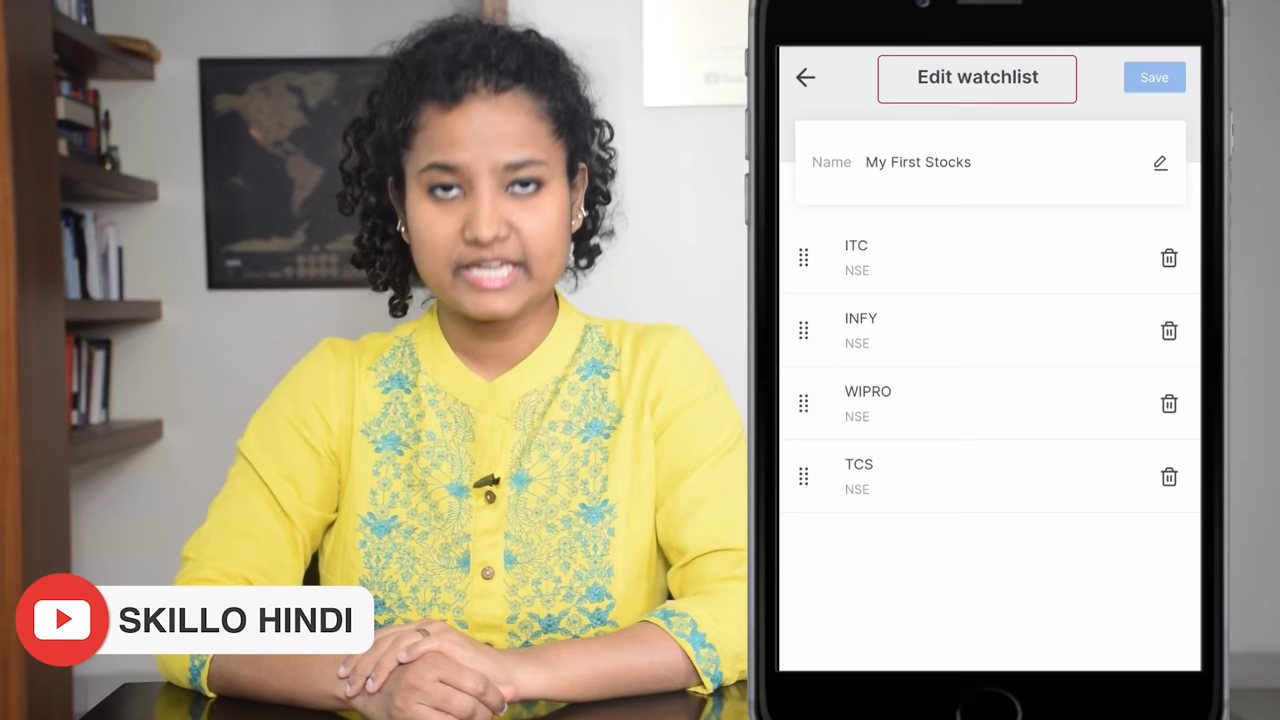 Edit watchlist
Save
Name My First Stocks
ITC
NSE
INFY
NSE
WIPRO
NSE
TCS
NSE
SKILLO HINDI